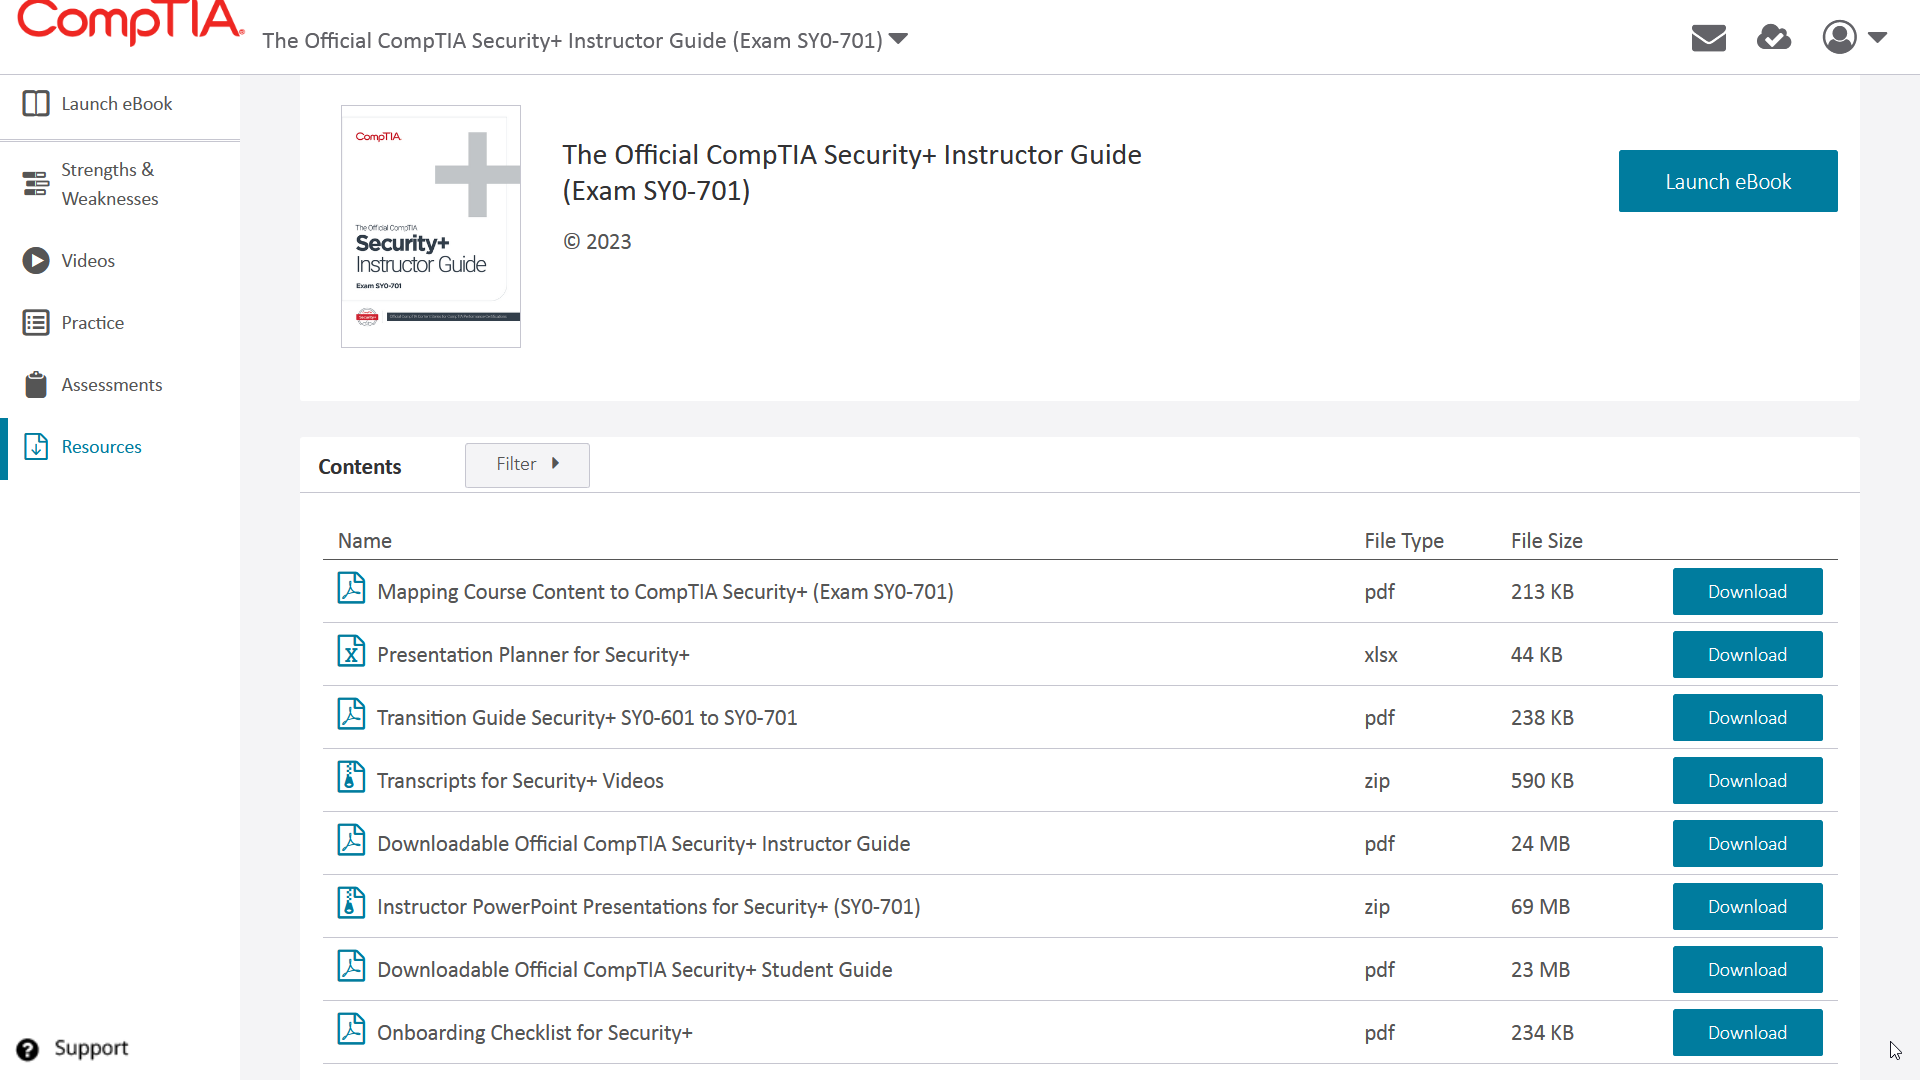 CompTIA.
The Official CompTIA Security+ Instructor Guide (Exam SY0-701)
Launch eBook
Strengths &
Weaknesses
Videos
Practice
Assessments
Resources
Support
CompTIA.
The Official CompTIA
Security+
Instructor Guide
Exam SY0-701
The Official CompTIA Security+ Instructor Guide
(Exam SY0-701)
© 2023
Launch eBook
Contents
Filter
Name File Type File Size
Mapping Course Content to CompTIA Security+ (Exam SY0-701) pdf 213 KB Download
Presentation Planner for Security+ xlsx 44 KB Download
Transition Guide Security+ SY0-601 to SY0-701 pdf 238 KB Download
Transcripts for Security+ Videos zip 590 KB Download
Downloadable Official CompTIA Security+ Instructor Guide pdf 24 MB Download
Instructor PowerPoint Presentations for Security+ (SY0-701) zip 69 MB Download
Downloadable Official CompTIA Security+ Student Guide pdf 23 MB Download
Onboarding Checklist for Security+ pdf 234 KB Download